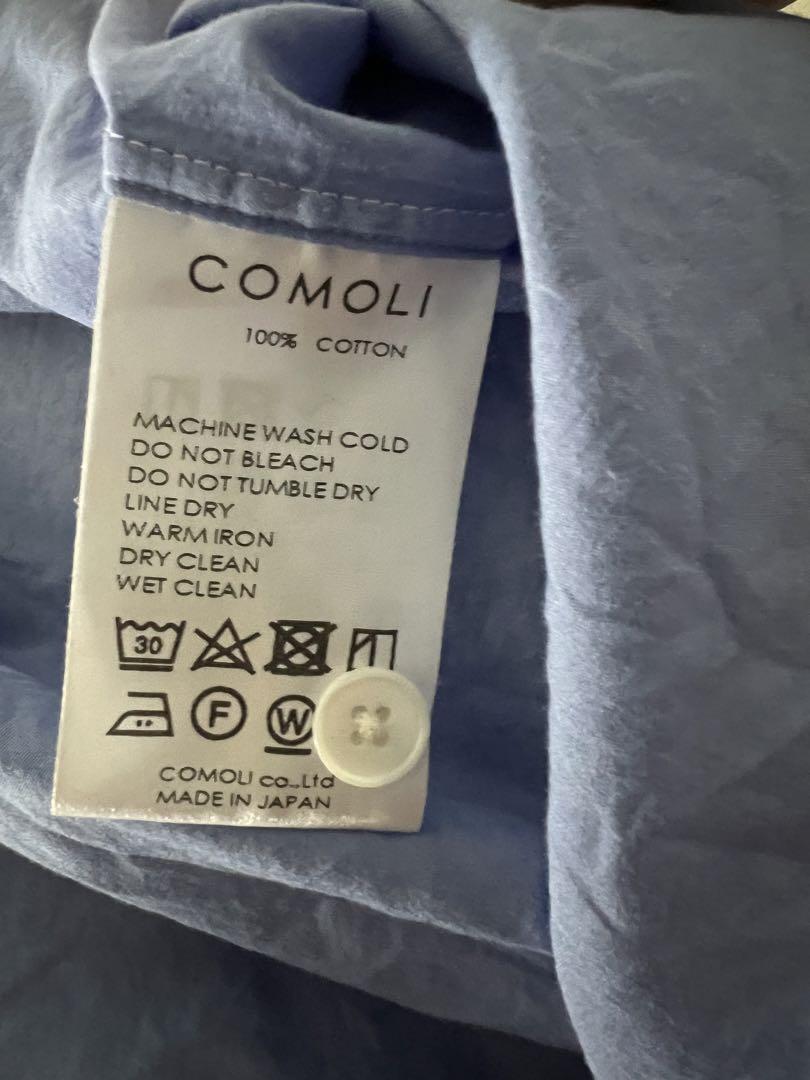 COMOLI
100% COTTON
MACHINE WASH COLD
DO NOT BLEACH
DO NOT TUMBLE DRY
LINE DRY
WARM IRON
DRY CLEAN
WET CLEAN
30
F W
COMOLI co.,Ltd
MADE IN JAPAN